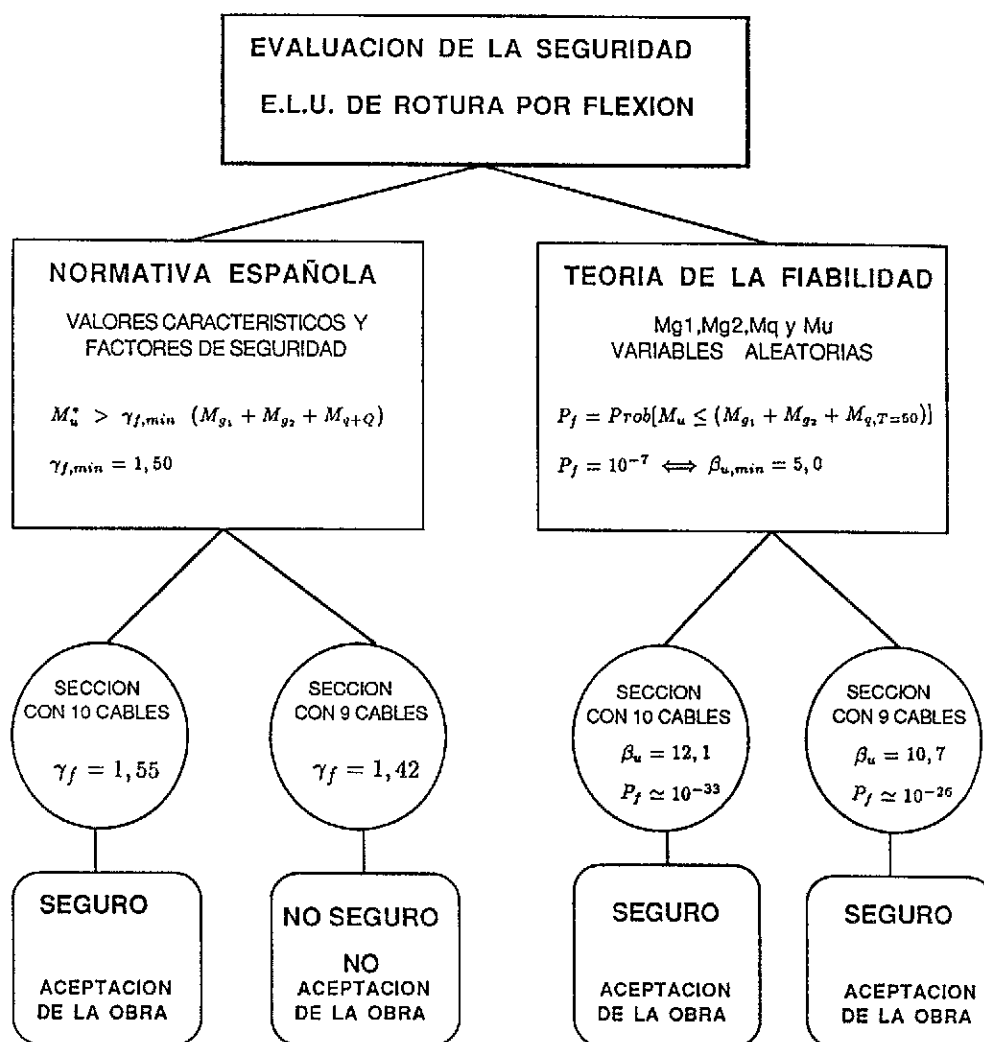 EVALUACION DE LA SEGURIDAD
E.L.U. DE ROTURA POR FLEXION
NORMATIVA ESPAÑOLA
VALORES CARACTERISTICOS Y
FACTORES DE SEGURIDAD
M*u > γf,min (Mg1 + Mg2 + Mq+Q)
γf,min = 1,50
TEORIA DE LA FIABILIDAD
Mg1,Mg2,Mq y Mu
VARIABLES ALEATORIAS
Pf = Prob[Mu ≤ (Mg1 + Mg2 + Mq,T=50)]
Pf = 10⁻⁷ ⟺ βu,min = 5,0
SECCION
CON 10 CABLES
γf = 1,55
SECCION
CON 9 CABLES
γf = 1,42
SECCION
CON 10 CABLES
βu = 12,1
Pf ≃ 10⁻³³
SECCION
CON 9 CABLES
βu = 10,7
Pf ≃ 10⁻²⁶
SEGURO
ACEPTACION
DE LA OBRA
NO SEGURO
NO
ACEPTACION
DE LA OBRA
SEGURO
ACEPTACION
DE LA OBRA
SEGURO
ACEPTACION
DE LA OBRA